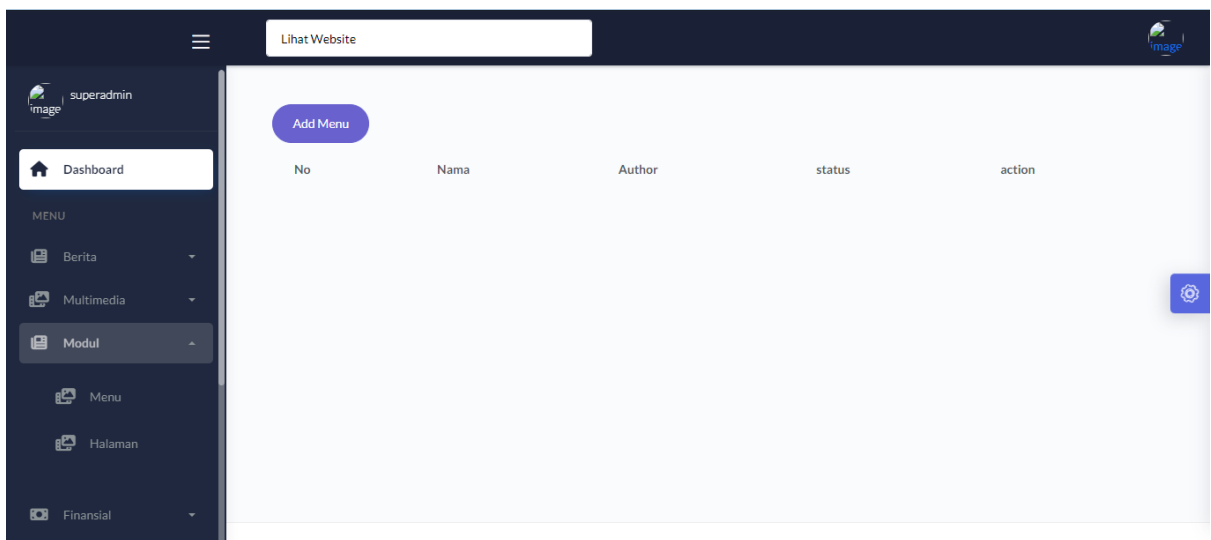 Lihat Website
image
image
superadmin
Add Menu
No Nama Author status action
Dashboard
MENU
Berita
Multimedia
Modul
Menu
Halaman
Finansial